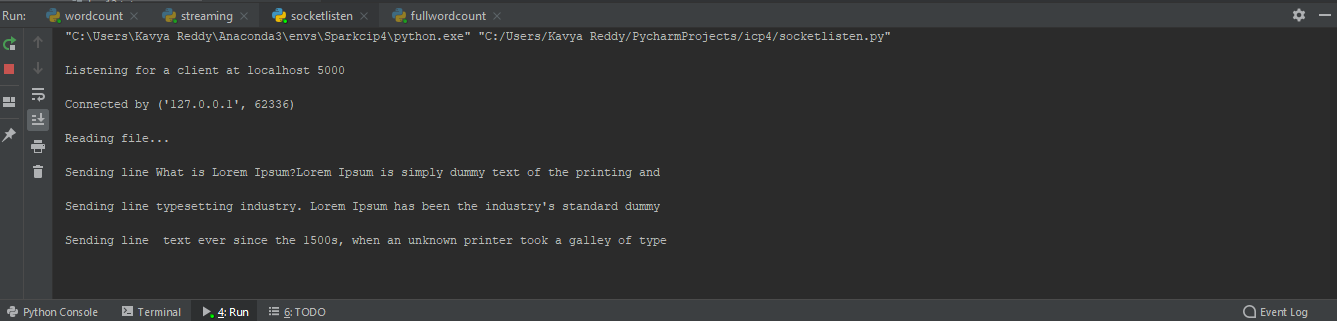 Run: wordcount streaming socketlisten fullwordcount
"C:\Users\Kavya Reddy\Anaconda3\envs\Sparkcip4\python.exe" "C:/Users/Kavya Reddy/PycharmProjects/icp4/socketlisten.py"
Listening for a client at localhost 5000
Connected by ('127.0.0.1', 62336)
Reading file...
Sending line What is Lorem Ipsum?Lorem Ipsum is simply dummy text of the printing and
Sending line typesetting industry. Lorem Ipsum has been the industry's standard dummy
Sending line  text ever since the 1500s, when an unknown printer took a galley of type
Python Console Terminal 4: Run 6: TODO Event Log